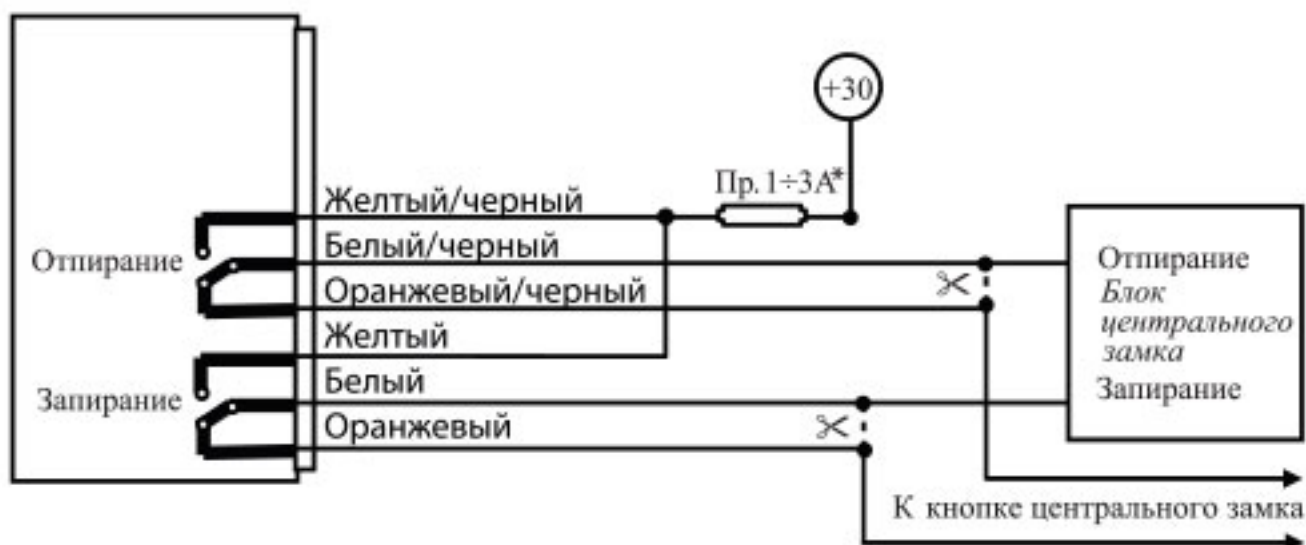 +30
Пр. 1÷3А*
Желтый/черный
Отпирание
Белый/черный
Оранжевый/черный
Желтый
Запирание
Белый
Оранжевый
Отпирание
Блок
центрального
замка
Запирание
К кнопке центрального замка